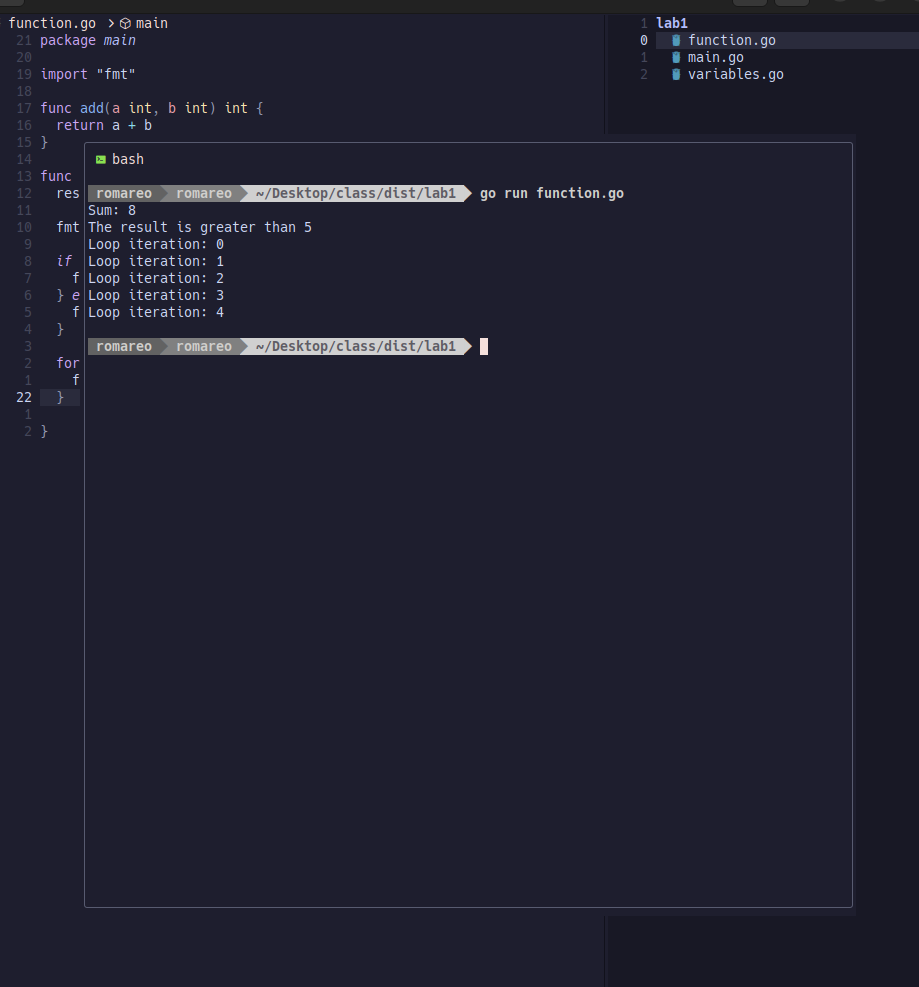 function.go > main
21 package main
20
19 import "fmt"
18
17 func add(a int, b int) int {
16   return a + b
15 }
14
13 func
12   res
11
10   fmt
9
8   if
7     f
6   } e
5     f
4   }
3
2   for
1     f
22   }
1
2 }
bash
romareo romareo ~/Desktop/class/dist/lab1 go run function.go
Sum: 8
The result is greater than 5
Loop iteration: 0
Loop iteration: 1
Loop iteration: 2
Loop iteration: 3
Loop iteration: 4
romareo romareo ~/Desktop/class/dist/lab1
1 lab1
0 function.go
1 main.go
2 variables.go